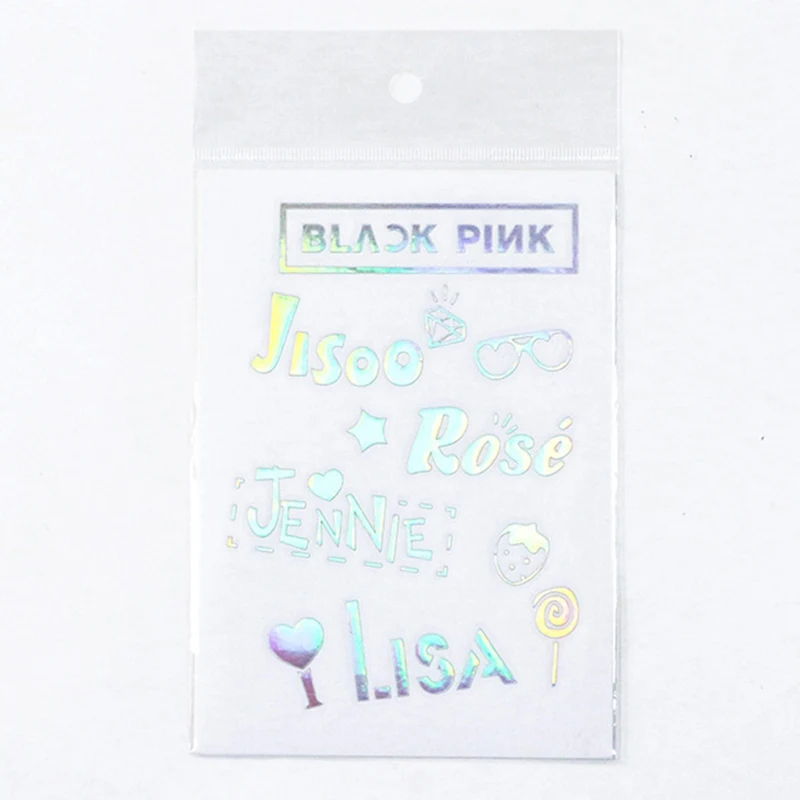 BLACK PINK
JISOO
Rosé
JENNIE
LISA